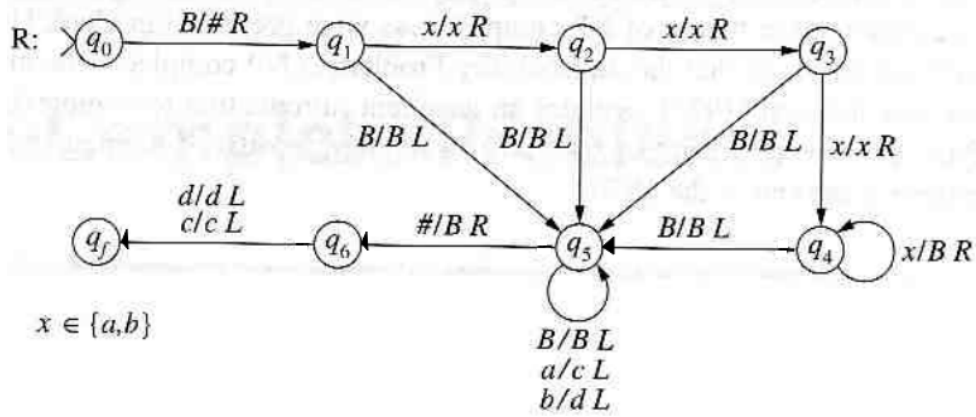 R: q0 B/# R q1 x/x R q2 x/x R q3
B/B L B/B L B/B L x/x R
d/d L
c/c L
qf q6 #/B R q5 B/B L q4 x/B R
x ∈ {a,b}
B/B L
a/c L
b/d L